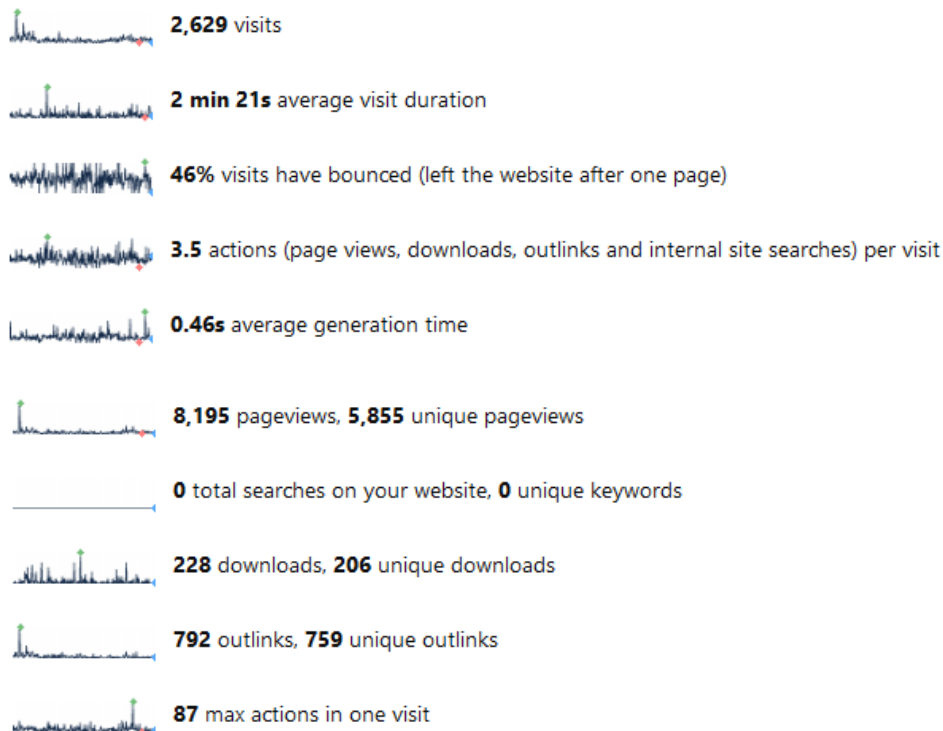 2,629 visits
2 min 21s average visit duration
46% visits have bounced (left the website after one page)
3.5 actions (page views, downloads, outlinks and internal site searches) per visit
0.46s average generation time
8,195 pageviews, 5,855 unique pageviews
0 total searches on your website, 0 unique keywords
228 downloads, 206 unique downloads
792 outlinks, 759 unique outlinks
87 max actions in one visit